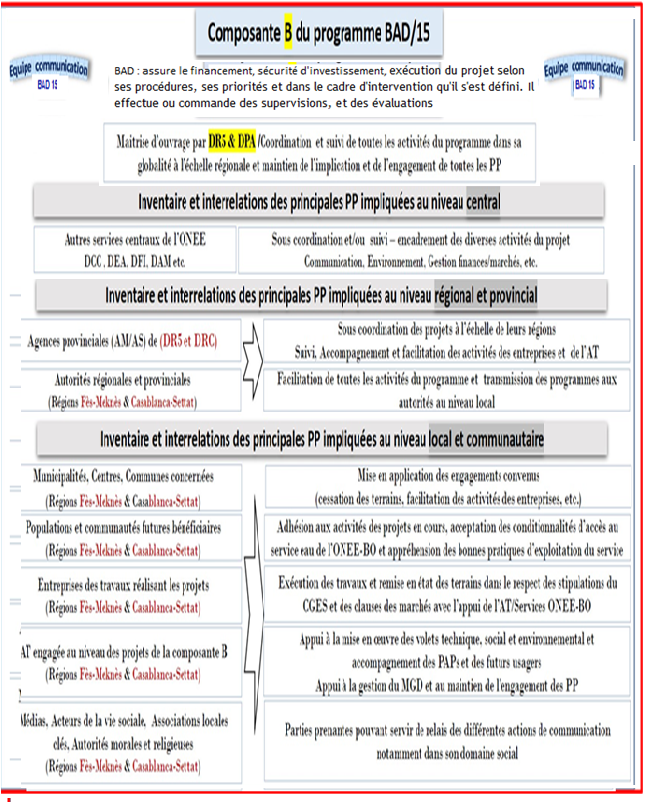 Composante B du programme BAD/15
Equipe communication
BAD 15
Equipe communication
BAD 15
BAD : assure le financement, sécurité d'investissement, exécution du projet selon
ses procédures, ses priorités et dans le cadre d'intervention qu'il s'est défini. Il
effectue ou commande des supervisions, et des évaluations
Maitrise d'ouvrage par DR5 & DPA /Coordination et suivi de toutes les activités du programme dans sa
globalité à l'échelle régionale et maintien de l'implication et de l'engagement de toutes les PP
Inventaire et interrelations des principales PP impliquées au niveau central
Autres services centraux de l'ONEE
DCC, DEA, DFI, DAM etc.
Sous coordination et/ou suivi – encadrement des diverses activités du projet
Communication, Environnement, Gestion finances/marchés, etc.
Inventaire et interrelations des principales PP impliquées au niveau régional et provincial
Agences provinciales (AM/AS) de (DR5 et DRC)
Sous coordination des projets à l'échelle de leurs régions
Suivi, Accompagnement et facilitation des activités des entreprises et de l'AT
Autorités régionales et provinciales
(Régions Fès-Meknès & Casablanca-Settat)
Facilitation de toutes les activités du programme et transmission des programmes aux
autorités au niveau local
Inventaire et interrelations des principales PP impliquées au niveau local et communautaire
Municipalités, Centres, Communes concernées
(Régions Fès-Meknès & Casablanca-Settat)
Mise en application des engagements convenus
(cessation des terrains, facilitation des activités des entreprises, etc.)
Populations et communautés futures bénéficiaires
(Régions Fès-Meknès & Casablanca-Settat)
Adhésion aux activités des projets en cours, acceptation des conditionnalités d'accès au
service eau de l'ONEE-BO et appréhension des bonnes pratiques d'exploitation du service
Entreprises des travaux réalisant les projets
(Régions Fès-Meknès & Casablanca-Settat)
Exécution des travaux et remise en état des terrains dans le respect des stipulations du
CGES et des clauses des marchés avec l'appui de l'AT/Services ONEE-BO
AT engagée au niveau des projets de la composante B
(Régions Fès-Meknès & Casablanca-Settat)
Appui à la mise en œuvre des volets technique, social et environnemental et
accompagnement des PAPs et des futurs usagers
Appui à la gestion du MGD et au maintien de l'engagement des PP
Médias, Acteurs de la vie sociale, Associations locales
clés, Autorités morales et religieuses
(Régions Fès-Meknès & Casablanca-Settat)
Parties prenantes pouvant servir de relais des différentes actions de communication
notamment dans son domaine social